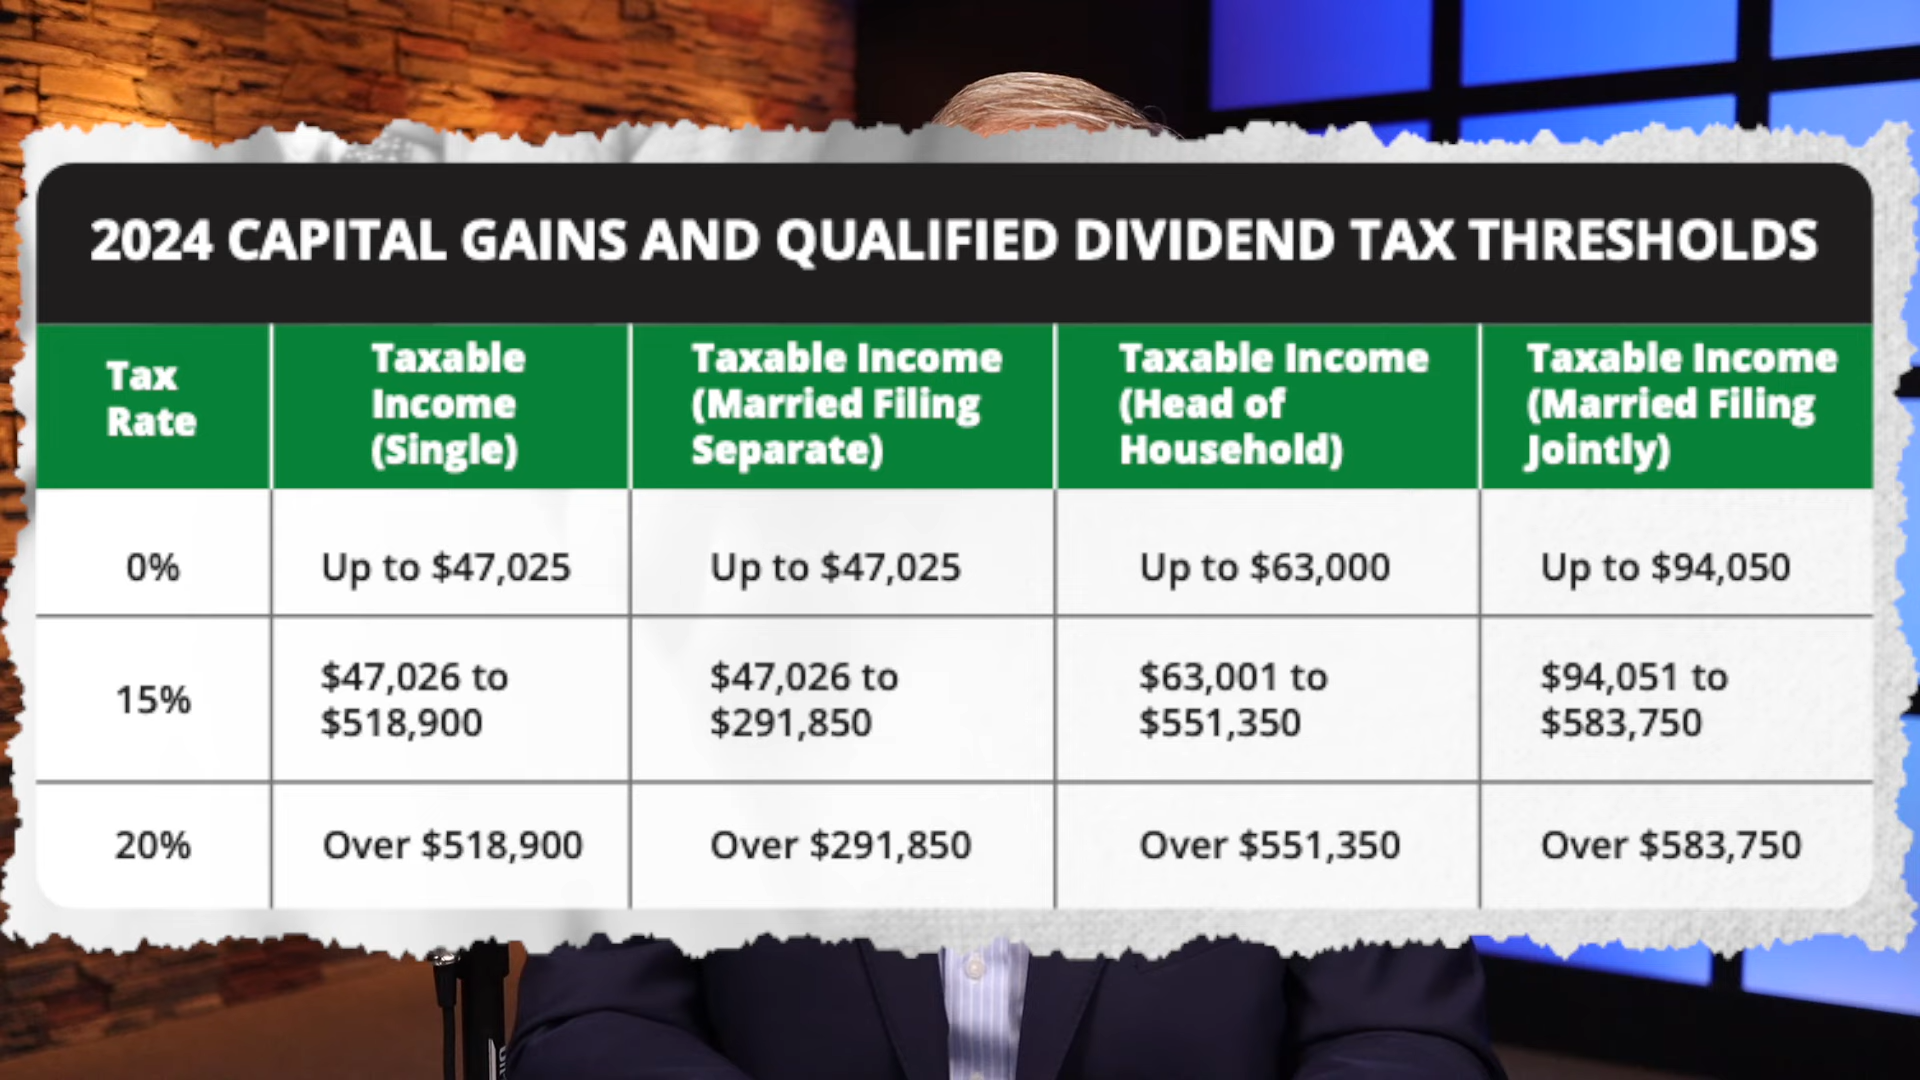 2024 CAPITAL GAINS AND QUALIFIED DIVIDEND TAX THRESHOLDS
Tax
Rate
Taxable
Income
(Single)
Taxable Income
(Married Filing
Separate)
Taxable Income
(Head of
Household)
Taxable Income
(Married Filing
Jointly)
0%
Up to $47,025
Up to $47,025
Up to $63,000
Up to $94,050
15%
$47,026 to
$518,900
$47,026 to
$291,850
$63,001 to
$551,350
$94,051 to
$583,750
20%
Over $518,900
Over $291,850
Over $551,350
Over $583,750